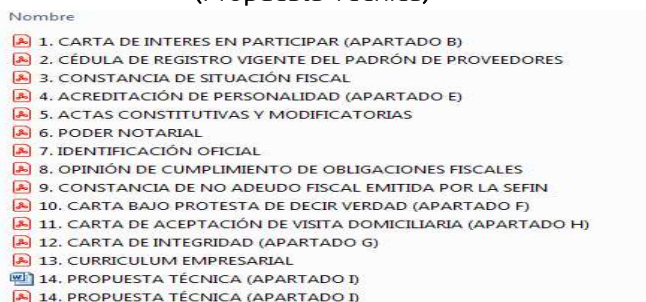 (Propuesta Técnica)
Nombre
1. CARTA DE INTERES EN PARTICIPAR (APARTADO B)
2. CÉDULA DE REGISTRO VIGENTE DEL PADRÓN DE PROVEEDORES
3. CONSTANCIA DE SITUACIÓN FISCAL
4. ACREDITACIÓN DE PERSONALIDAD (APARTADO E)
5. ACTAS CONSTITUTIVAS Y MODIFICATORIAS
6. PODER NOTARIAL
7. IDENTIFICACIÓN OFICIAL
8. OPINIÓN DE CUMPLIMIENTO DE OBLIGACIONES FISCALES
9. CONSTANCIA DE NO ADEUDO FISCAL EMITIDA POR LA SEFIN
10. CARTA BAJO PROTESTA DE DECIR VERDAD (APARTADO F)
11. CARTA DE ACEPTACIÓN DE VISITA DOMICILIARIA (APARTADO H)
12. CARTA DE INTEGRIDAD (APARTADO G)
13. CURRICULUM EMPRESARIAL
14. PROPUESTA TÉCNICA (APARTADO I)
14. PROPUESTA TÉCNICA (APARTADO I)